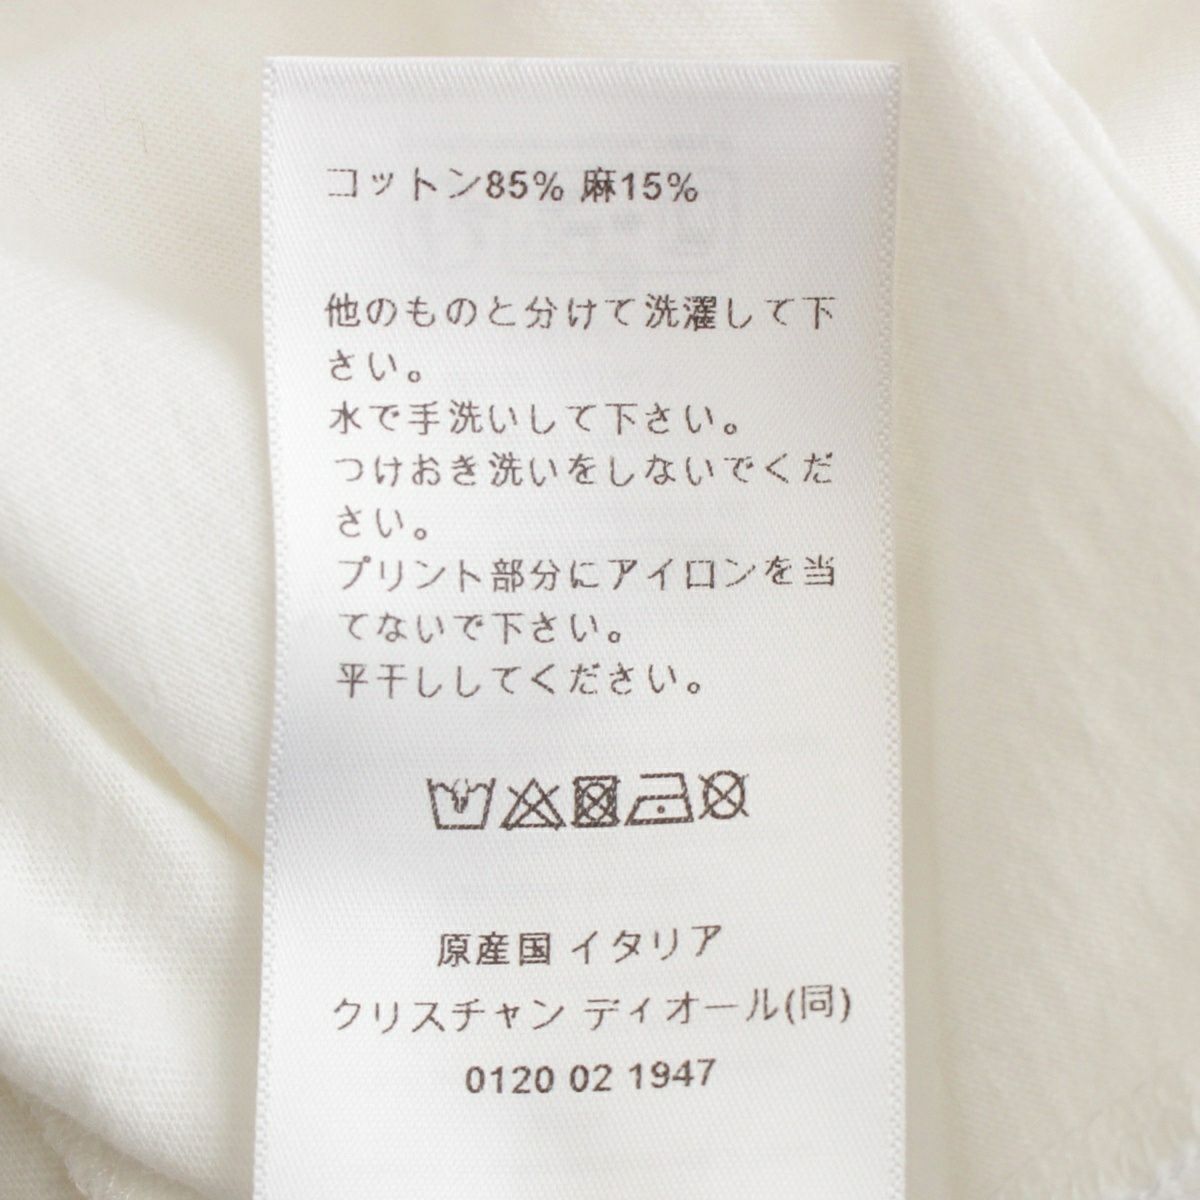 コットン85% 麻15%
他のものと分けて洗濯して下
さい。
水で手洗いして下さい。
つけおき洗いをしないでくだ
さい。
プリント部分にアイロンを当
てないで下さい。
平干ししてください。
原産国 イタリア
クリスチャン ディオール(同)
0120 02 1947